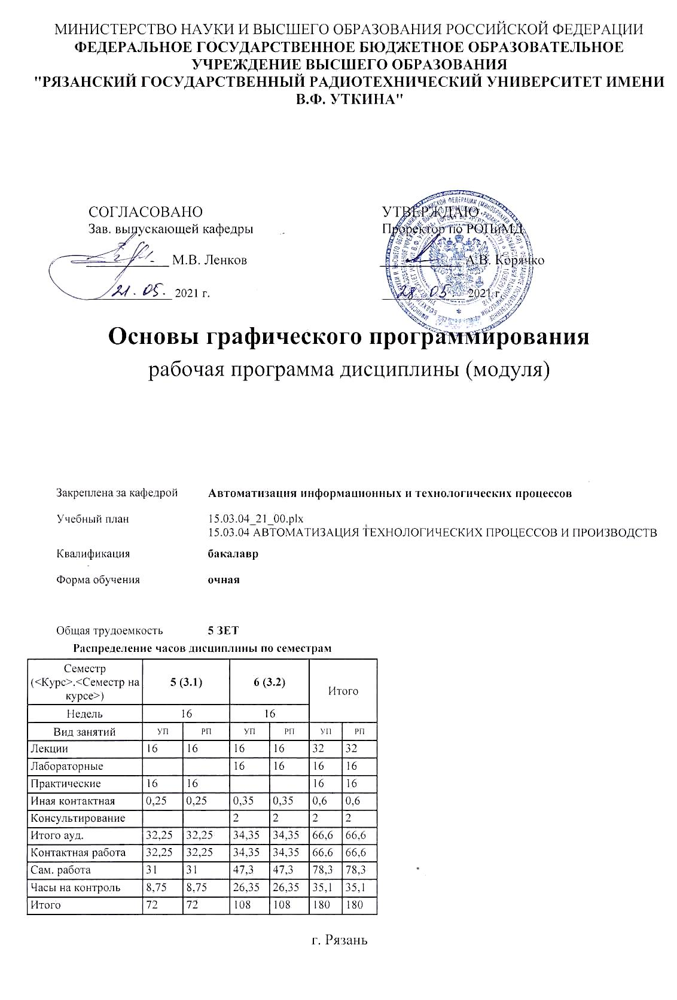 МИНИСТЕРСТВО НАУКИ И ВЫСШЕГО ОБРАЗОВАНИЯ РОССИЙСКОЙ ФЕДЕРАЦИИ
ФЕДЕРАЛЬНОЕ ГОСУДАРСТВЕННОЕ БЮДЖЕТНОЕ ОБРАЗОВАТЕЛЬНОЕ
УЧРЕЖДЕНИЕ ВЫСШЕГО ОБРАЗОВАНИЯ
"РЯЗАНСКИЙ ГОСУДАРСТВЕННЫЙ РАДИОТЕХНИЧЕСКИЙ УНИВЕРСИТЕТ ИМЕНИ
В.Ф. УТКИНА"
СОГЛАСОВАНО
Зав. выпускающей кафедры
М.В. Ленков
21.05. 2021 г.
УТВЕРЖДАЮ
Проректор по РОПиМД
А.В. Корячко
28.05. 2021 г.
Основы графического программирования
рабочая программа дисциплины (модуля)
Закреплена за кафедрой Автоматизация информационных и технологических процессов
Учебный план 15.03.04_21_00.plx
15.03.04 АВТОМАТИЗАЦИЯ ТЕХНОЛОГИЧЕСКИХ ПРОЦЕССОВ И ПРОИЗВОДСТВ
Квалификация бакалавр
Форма обучения очная
Общая трудоемкость 5 ЗЕТ
Распределение часов дисциплины по семестрам
Семестр
(<Курс>.<Семестр на
курсе>) 5 (3.1) 6 (3.2) Итого
Недель 16 16
Вид занятий УП РП УП РП УП РП
Лекции 16 16 16 16 32 32
Лабораторные 16 16 16 16
Практические 16 16 16 16
Иная контактная 0,25 0,25 0,35 0,35 0,6 0,6
Консультирование 2 2 2 2
Итого ауд. 32,25 32,25 34,35 34,35 66,6 66,6
Контактная работа 32,25 32,25 34,35 34,35 66,6 66,6
Сам. работа 31 31 47,3 47,3 78,3 78,3
Часы на контроль 8,75 8,75 26,35 26,35 35,1 35,1
Итого 72 72 108 108 180 180
г. Рязань